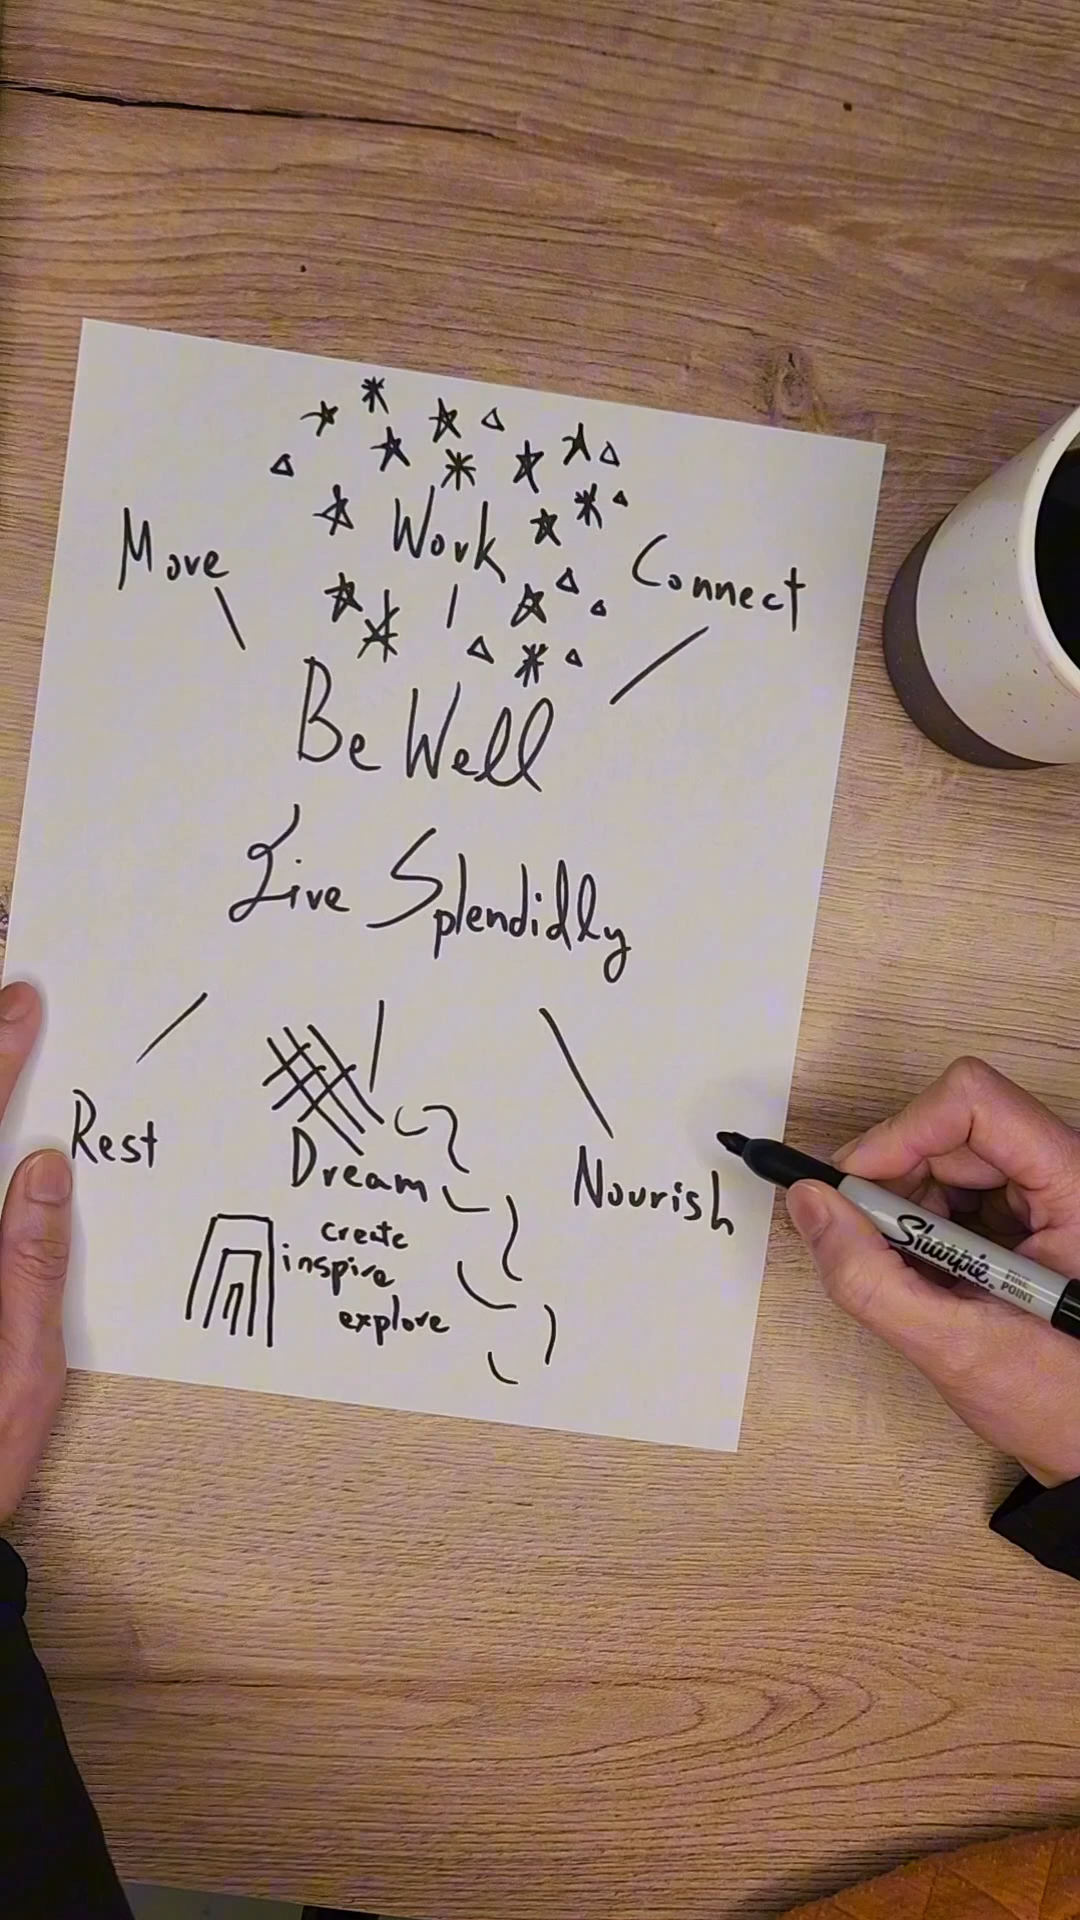 Work
Move
Connect
Be Well
Live Splendidly
Rest
Dream
Nourish
create
inspire
explore
Sharpie
FINE
POINT